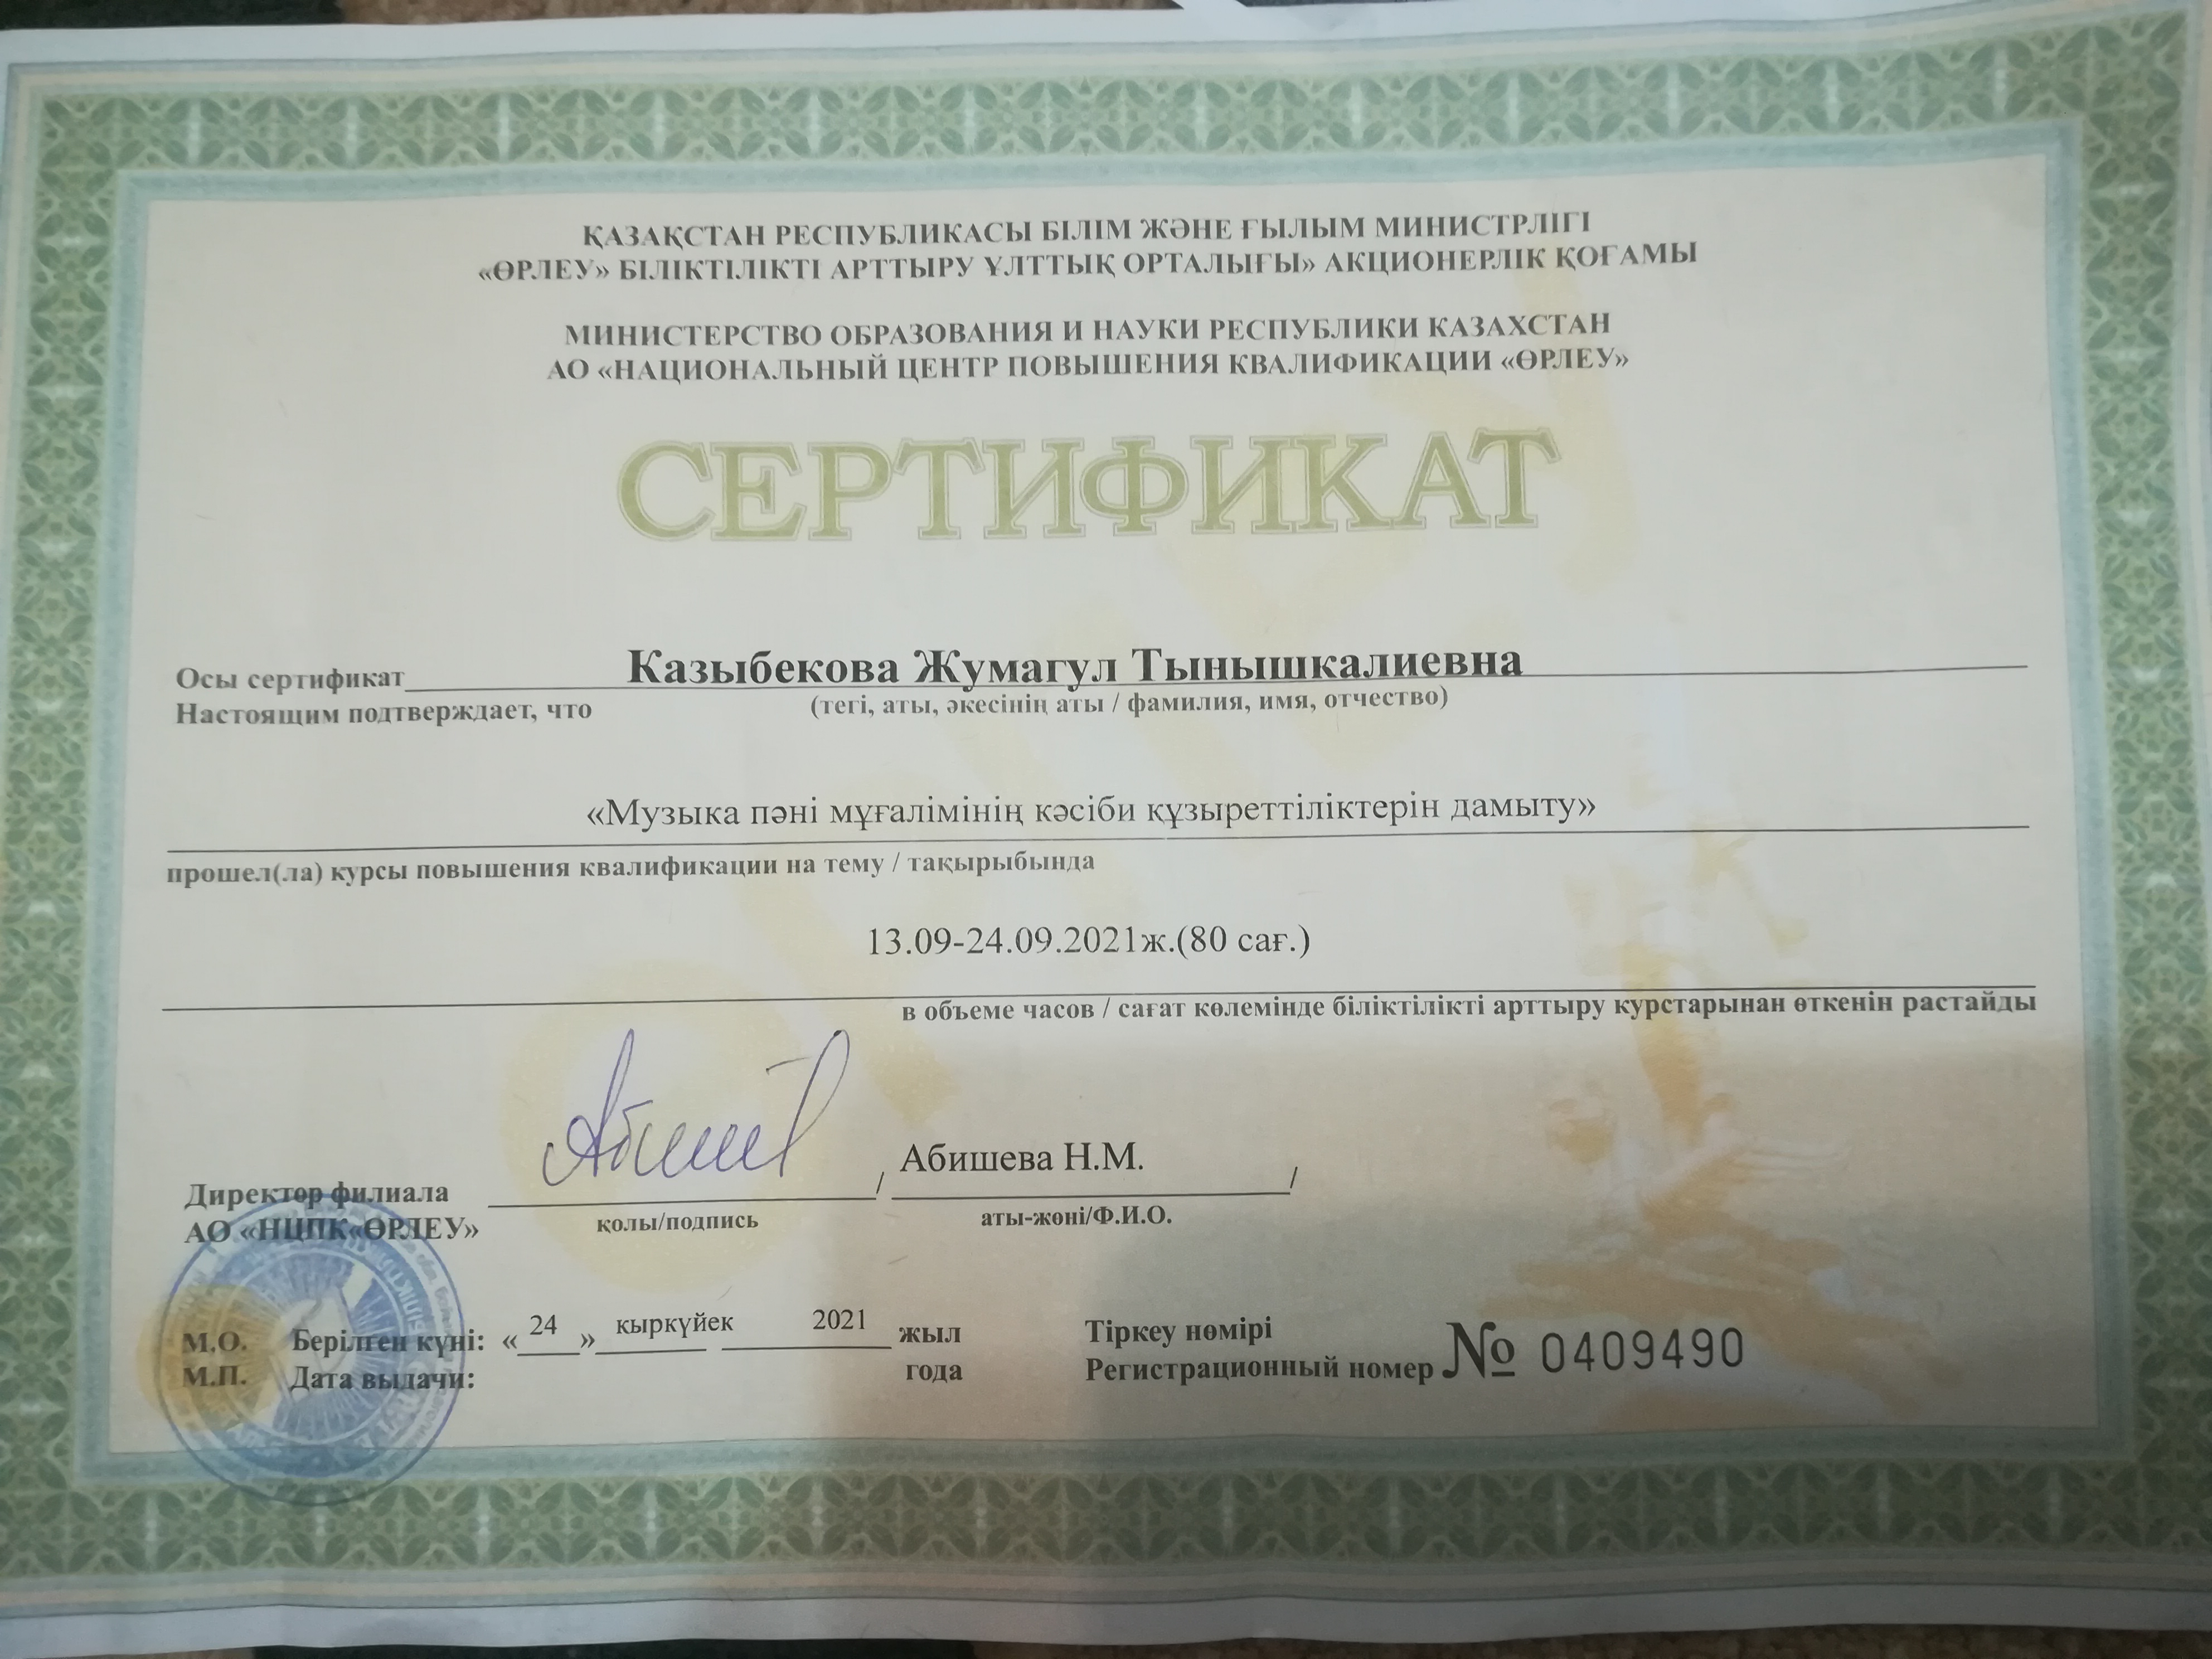 ҚАЗАҚСТАН РЕСПУБЛИКАСЫ БІЛІМ ЖӘНЕ ҒЫЛЫМ МИНИСТРЛІГІ
«ӨРЛЕУ» БІЛІКТІЛІКТІ АРТТЫРУ ҰЛТТЫҚ ОРТАЛЫҒЫ» АКЦИОНЕРЛІК ҚОҒАМЫ
МИНИСТЕРСТВО ОБРАЗОВАНИЯ И НАУКИ РЕСПУБЛИКИ КАЗАХСТАН
АО «НАЦИОНАЛЬНЫЙ ЦЕНТР ПОВЫШЕНИЯ КВАЛИФИКАЦИИ «ӨРЛЕУ»
СЕРТИФИКАТ
Осы сертификат Казыбекова Жумагул Тынышкалиевна
Настоящим подтверждает, что (тегі, аты, әкесінің аты / фамилия, имя, отчество)
«Музыка пәні мұғалімінің кәсіби құзыреттіліктерін дамыту»
прошел(ла) курсы повышения квалификации на тему / тақырыбында
13.09-24.09.2021ж.(80 сағ.)
в объеме часов / сағат көлемінде біліктілікті арттыру курстарынан өткенін растайды
Директор филиала / Абишева Н.М. /
АО «НЦПК«ӨРЛЕУ» қолы/подпись аты-жөні/Ф.И.О.
М.О. Берілген күні: «24» кыркүйек 2021 жыл Тіркеу нөмірі
М.П. Дата выдачи: года Регистрационный номер № 0409490